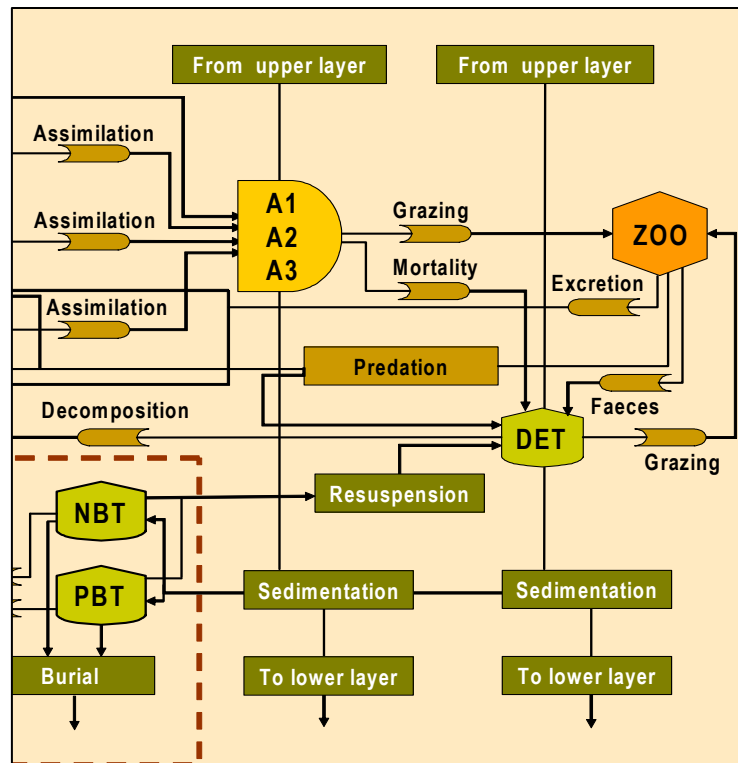 From upper layer
From upper layer
Assimilation
A1
Grazing
Assimilation
A2
ZOO
A3
Mortality
Excretion
Assimilation
Predation
Faeces
Decomposition
DET
Grazing
NBT
Resuspension
PBT
Sedimentation
Sedimentation
Burial
To lower layer
To lower layer